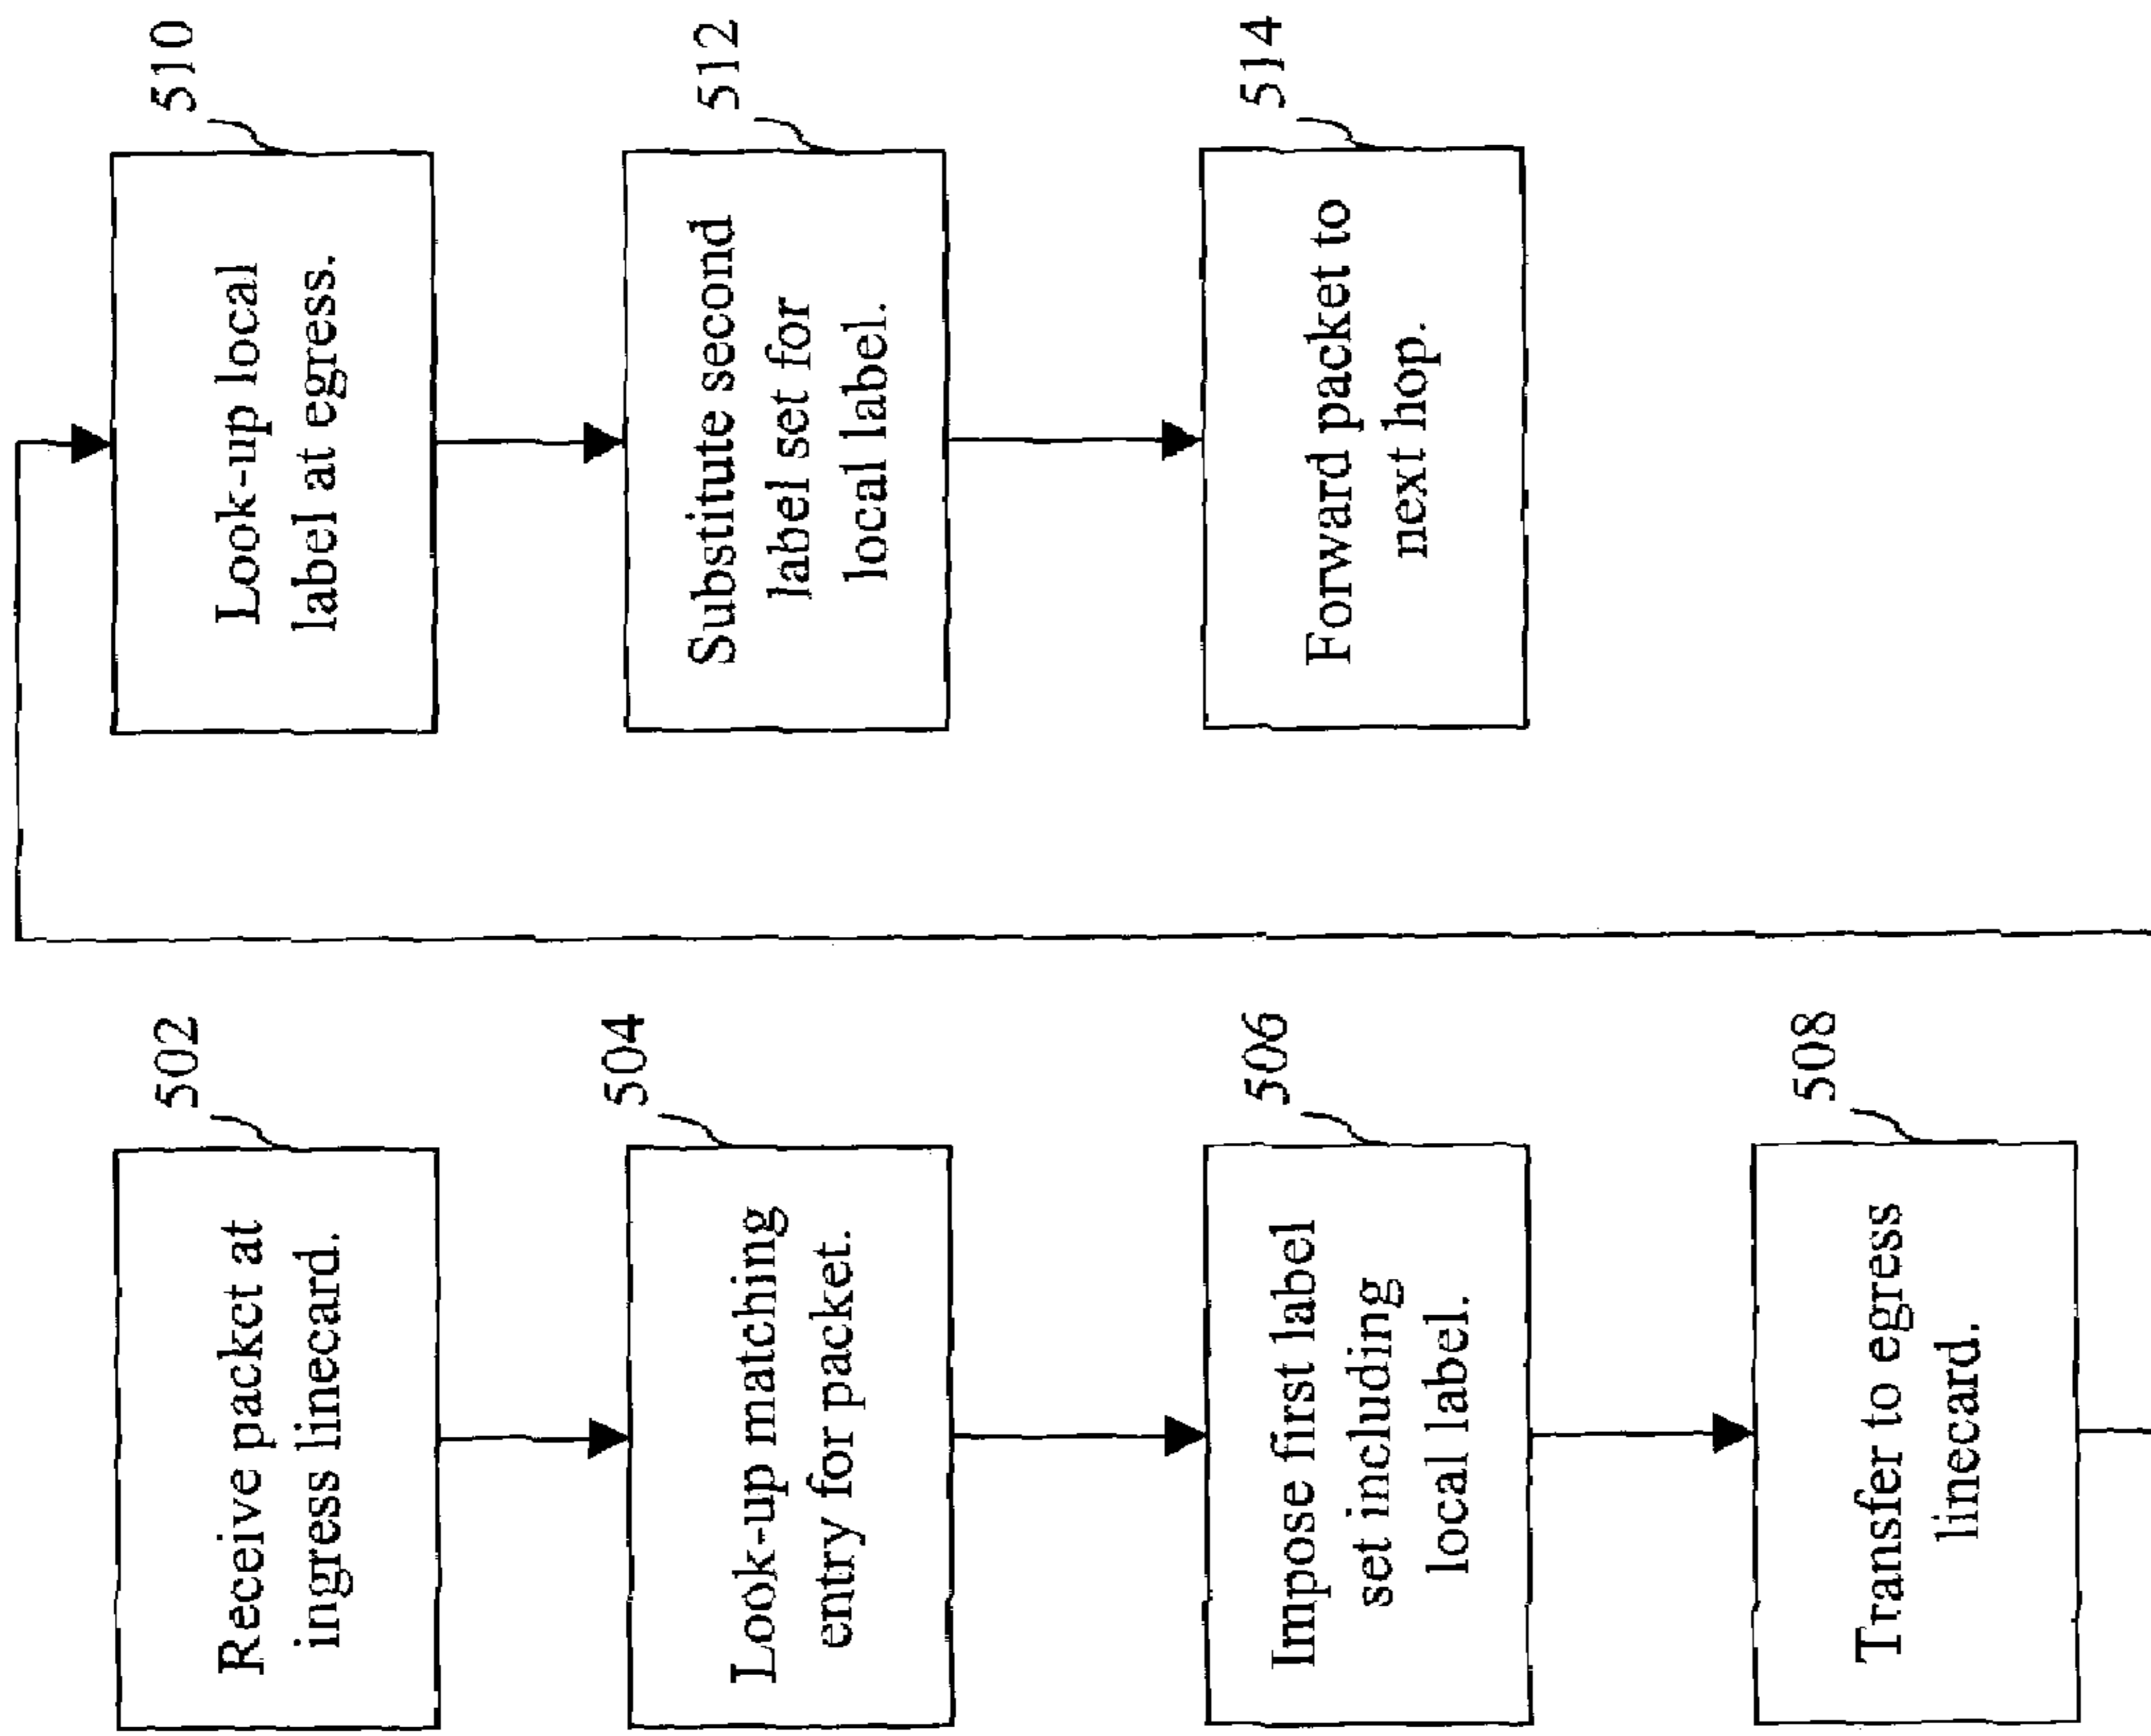 502
Receive packet at
ingress linecard.
504
Look-up matching
entry for packet.
506
Impose first label
set including
local label.
508
Transfer to egress
linecard.
510
Look-up local
label at egress.
512
Substitute second
label set for
local label.
514
Forward packet to
next hop.